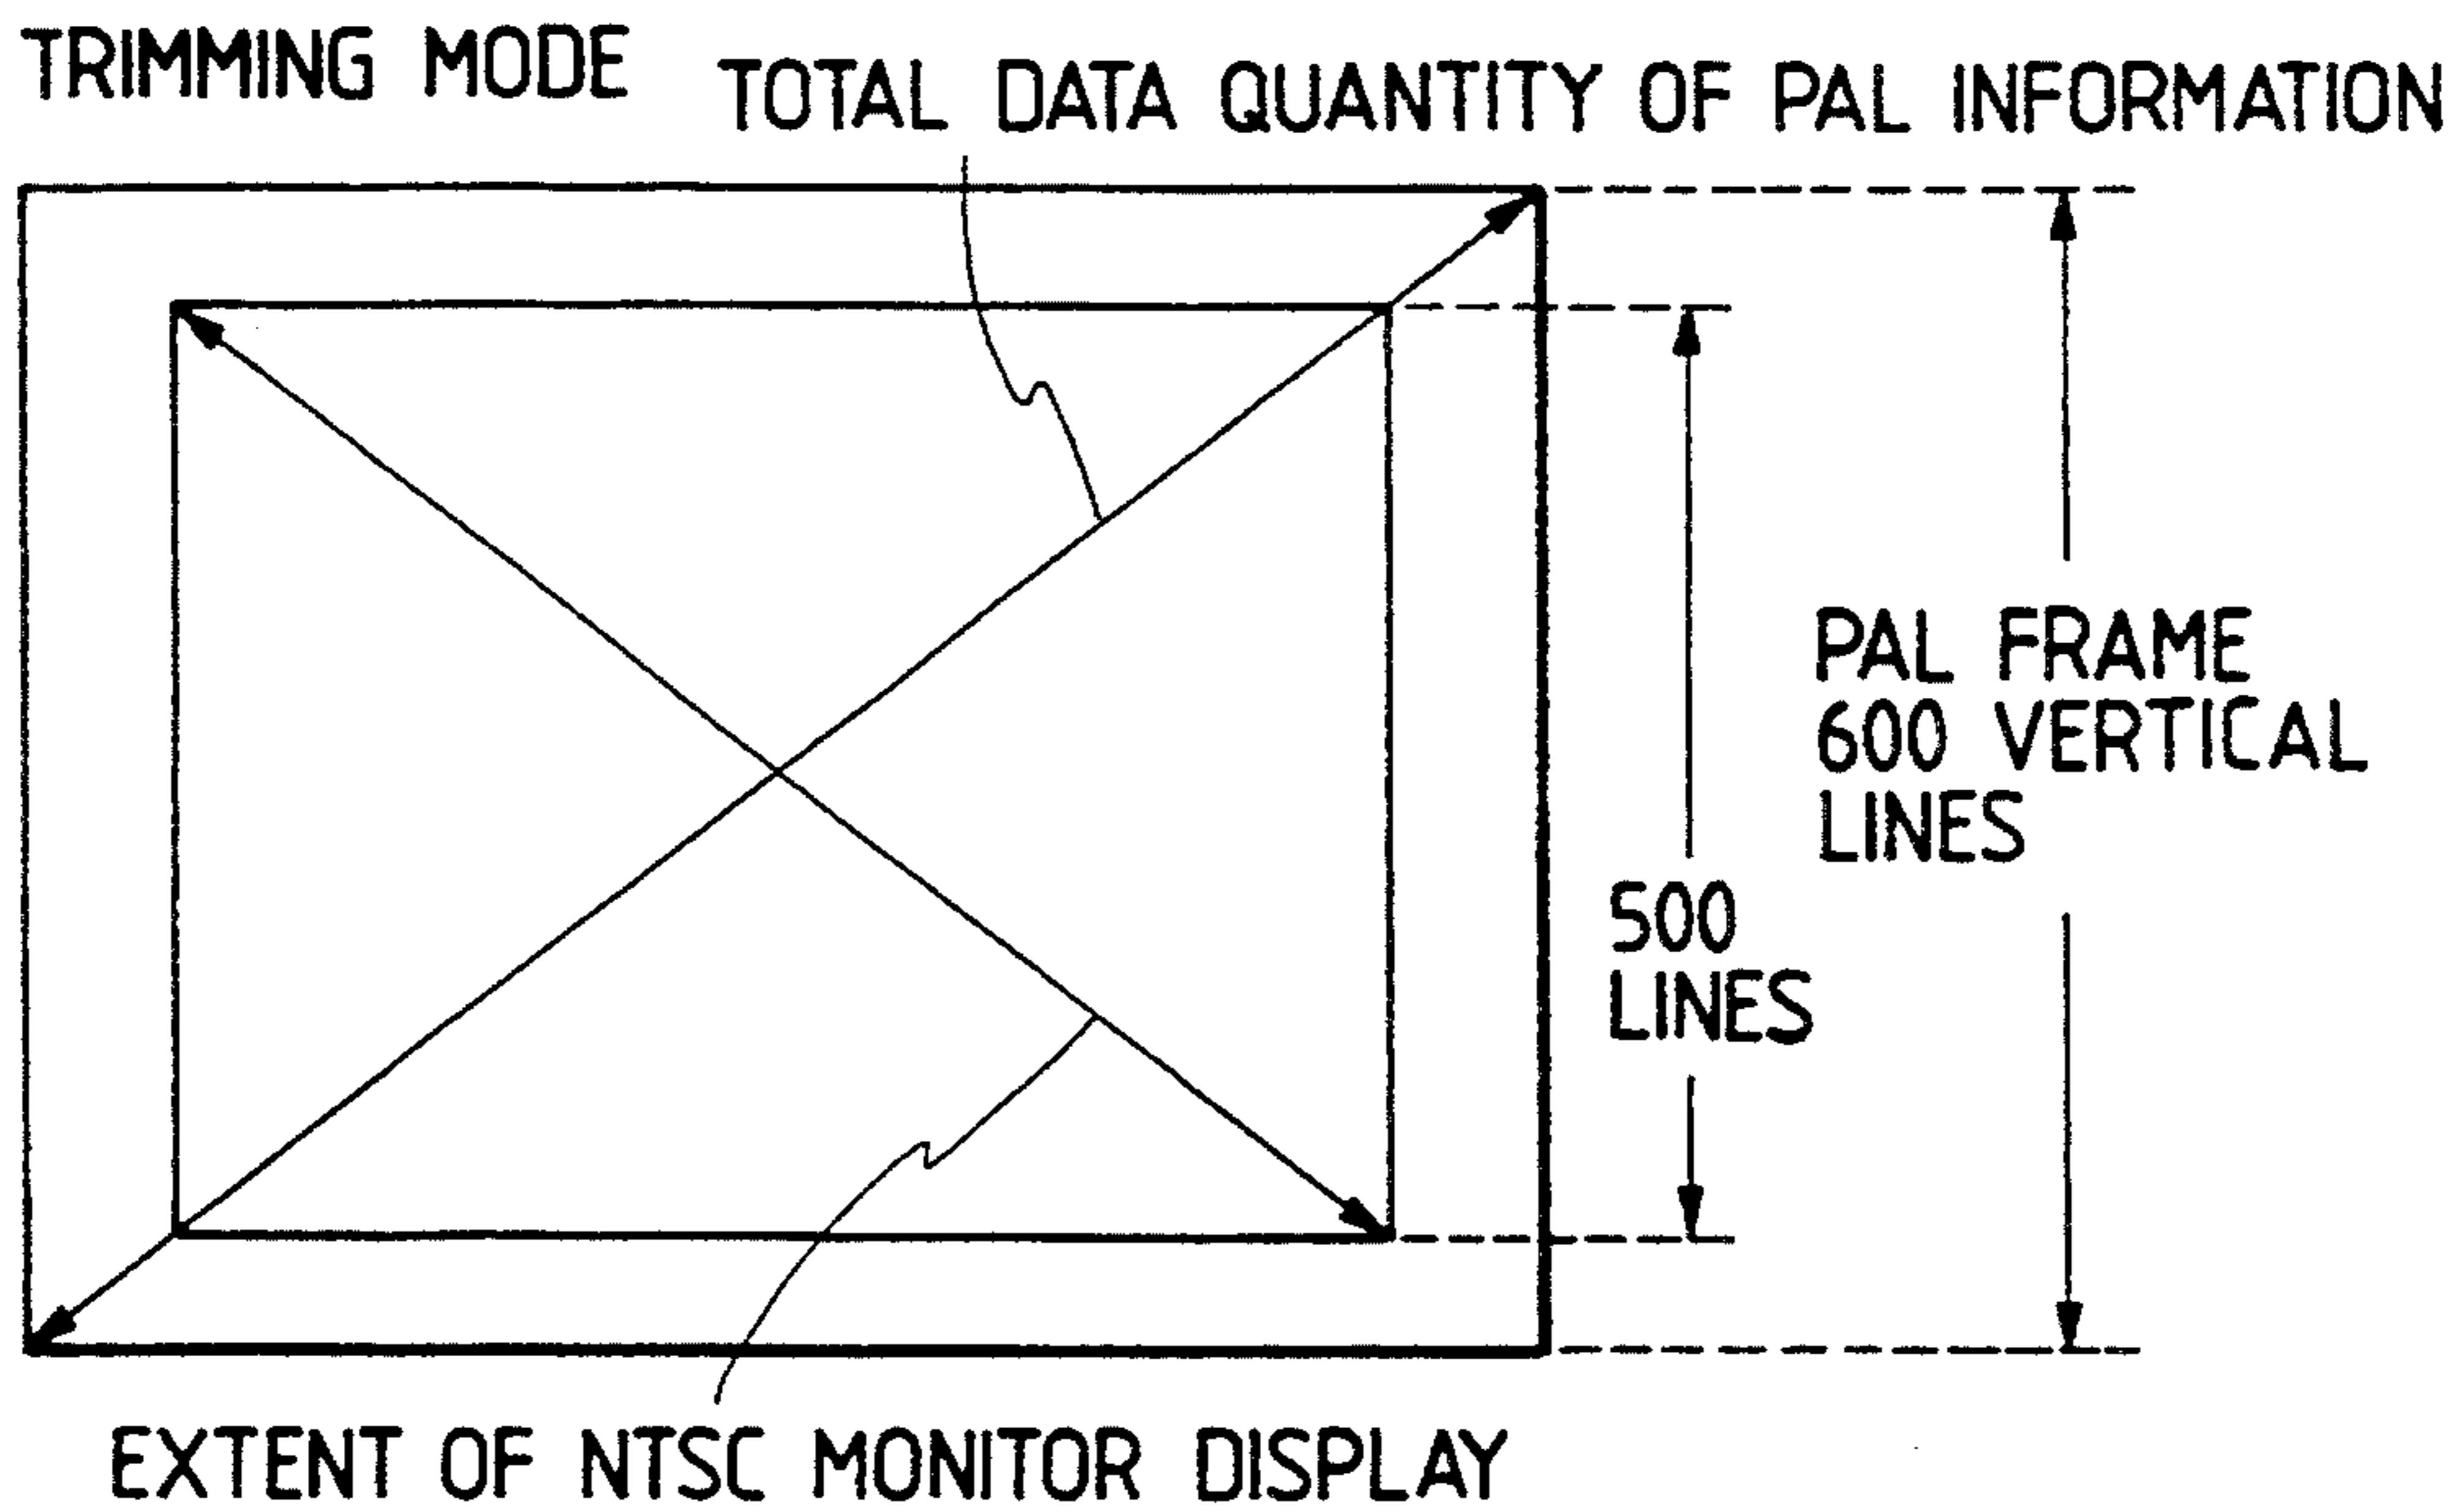 TRIMMING MODE
TOTAL DATA QUANTITY OF PAL INFORMATION
PAL FRAME
600 VERTICAL
LINES
500
LINES
EXTENT OF NTSC MONITOR DISPLAY